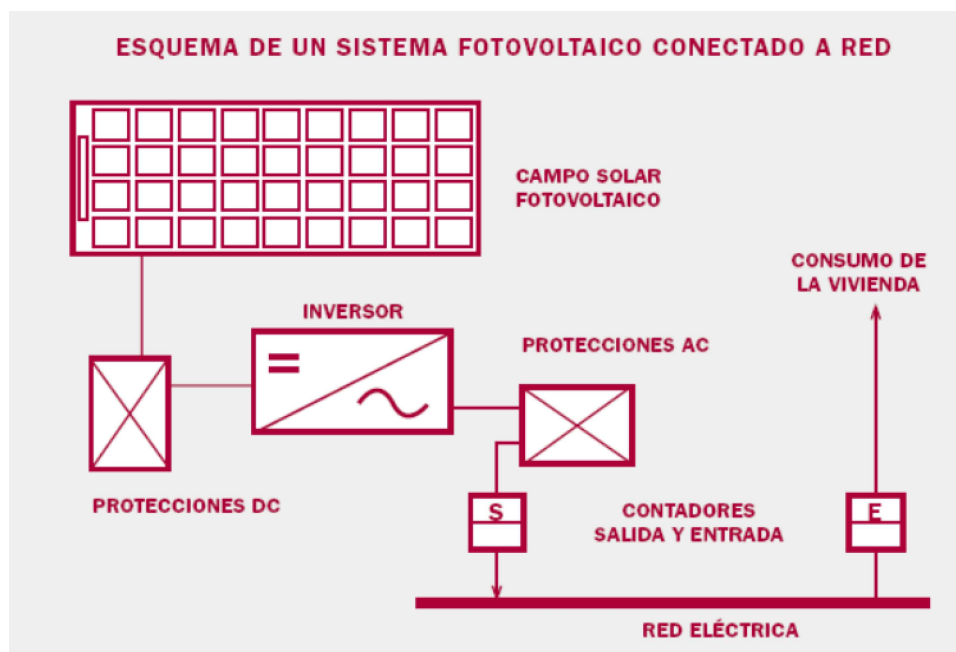 ESQUEMA DE UN SISTEMA FOTOVOLTAICO CONECTADO A RED
CAMPO SOLAR
FOTOVOLTAICO
CONSUMO DE
LA VIVIENDA
INVERSOR
PROTECCIONES AC
PROTECCIONES DC
S
CONTADORES
SALIDA Y ENTRADA
E
RED ELÉCTRICA